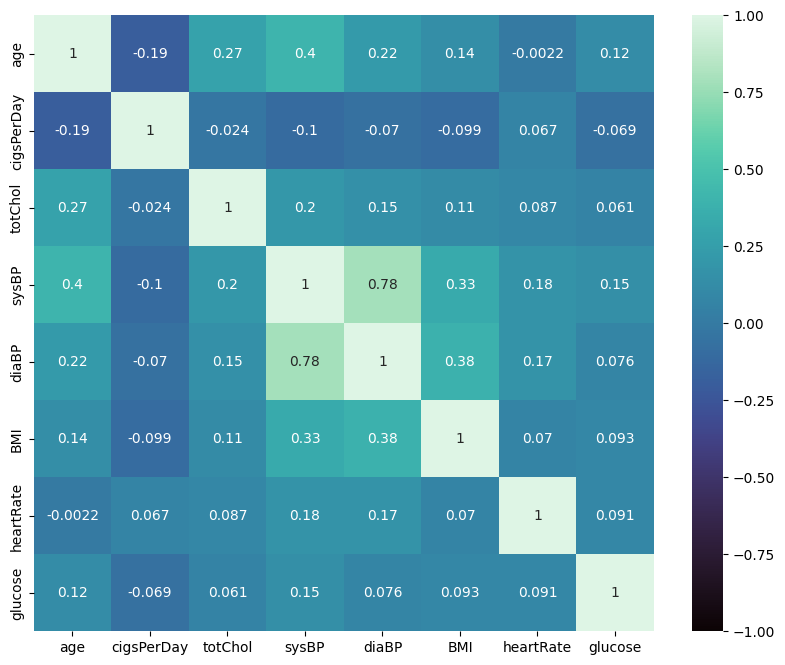 age 1 -0.19 0.27 0.4 0.22 0.14 -0.0022 0.12
cigsPerDay -0.19 1 -0.024 -0.1 -0.07 -0.099 0.067 -0.069
totChol 0.27 -0.024 1 0.2 0.15 0.11 0.087 0.061
sysBP 0.4 -0.1 0.2 1 0.78 0.33 0.18 0.15
diaBP 0.22 -0.07 0.15 0.78 1 0.38 0.17 0.076
BMI 0.14 -0.099 0.11 0.33 0.38 1 0.07 0.093
heartRate -0.0022 0.067 0.087 0.18 0.17 0.07 1 0.091
glucose 0.12 -0.069 0.061 0.15 0.076 0.093 0.091 1
age cigsPerDay totChol sysBP diaBP BMI heartRate glucose
1.00
0.75
0.50
0.25
0.00
−0.25
−0.50
−0.75
−1.00